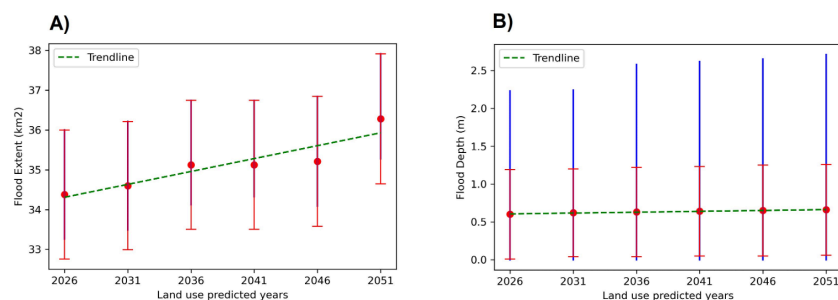 A)
38
37
36
35
34
33
Flood Extent (km2)
Trendline
2026 2031 2036 2041 2046 2051
Land use predicted years
B)
2.5
2.0
1.5
1.0
0.5
0.0
Flood Depth (m)
Trendline
2026 2031 2036 2041 2046 2051
Land use predicted years